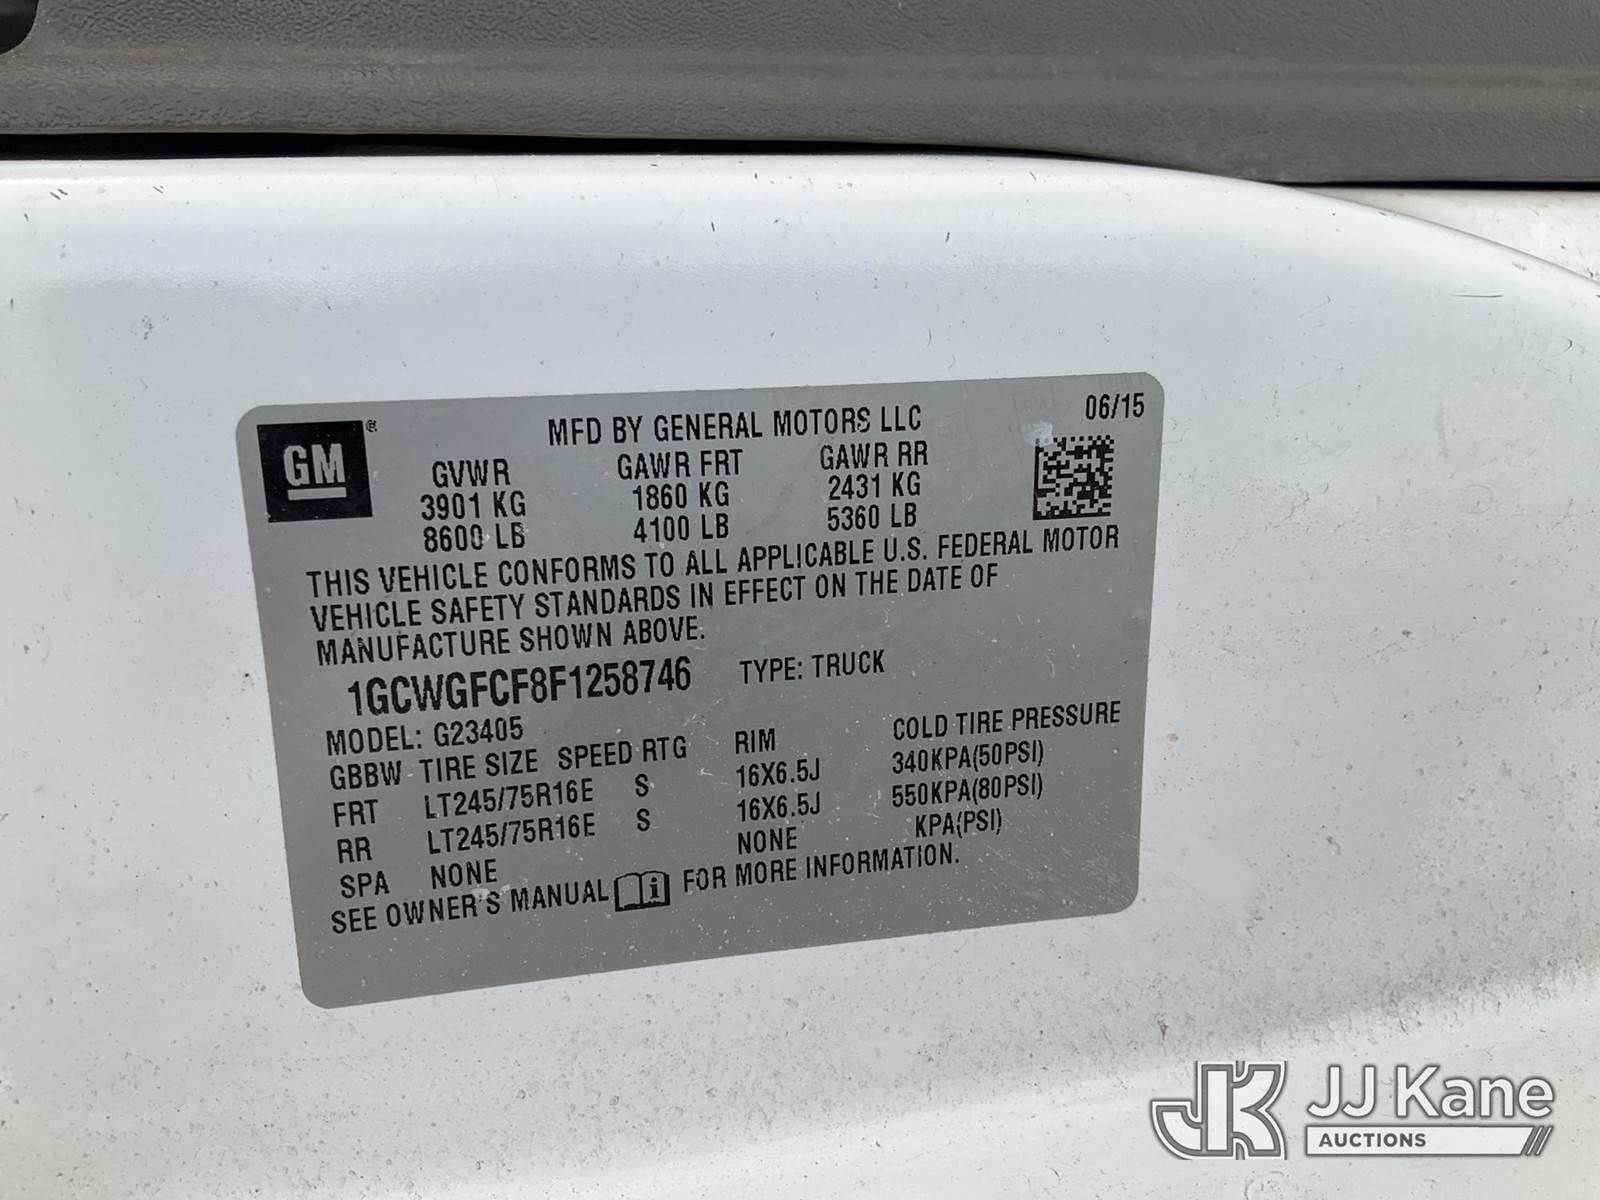 GM®
MFD BY GENERAL MOTORS LLC 06/15
GVWR GAWR FRT GAWR RR
3901 KG 1860 KG 2431 KG
8600 LB 4100 LB 5360 LB
THIS VEHICLE CONFORMS TO ALL APPLICABLE U.S. FEDERAL MOTOR
VEHICLE SAFETY STANDARDS IN EFFECT ON THE DATE OF
MANUFACTURE SHOWN ABOVE.
1GCWGFCF8F1258746 TYPE: TRUCK
MODEL: G23405
GBBW TIRE SIZE SPEED RTG RIM COLD TIRE PRESSURE
FRT LT245/75R16E S 16X6.5J 340KPA(50PSI)
RR LT245/75R16E S 16X6.5J 550KPA(80PSI)
SPA NONE NONE KPA(PSI)
SEE OWNER'S MANUAL i FOR MORE INFORMATION.
JK JJ Kane
AUCTIONS